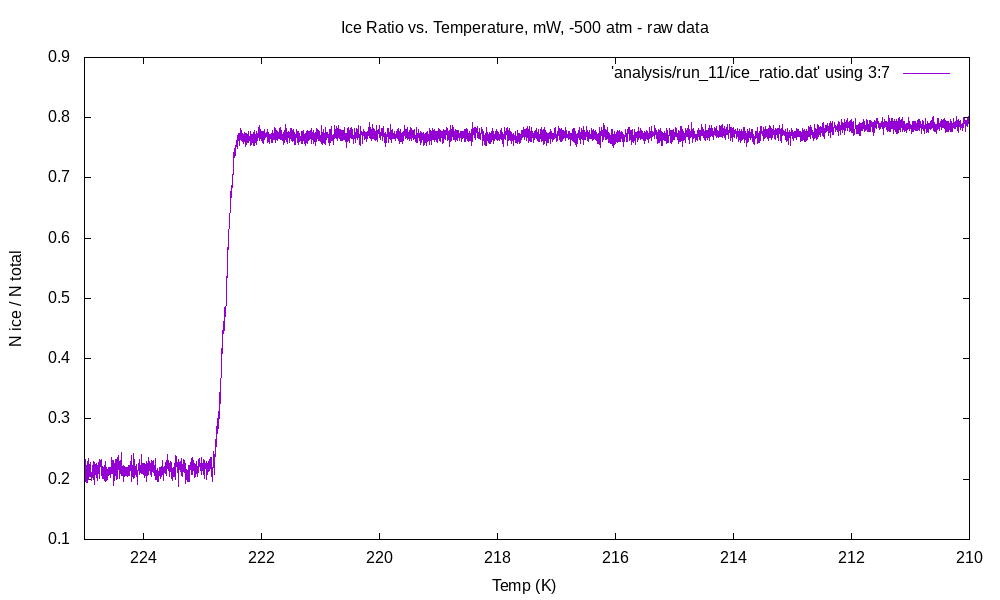 Ice Ratio vs. Temperature, mW, -500 atm - raw data
'analysis/run_11/ice_ratio.dat' using 3:7
N ice / N total
0.9
0.8
0.7
0.6
0.5
0.4
0.3
0.2
0.1
224 222 220 218 216 214 212 210
Temp (K)